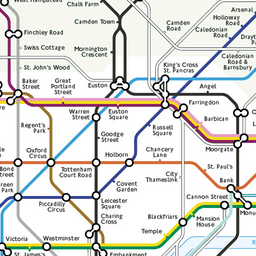 Chalk Farm
Camden Town
Finchley Road
Swiss Cottage
St. John's Wood
Mornington
Crescent
Camden
Road
Arsenal
Holloway
Road
Caledonian
Road
Caledonian
Road &
Barnsbury
King's Cross
St. Pancras
Angel
Baker
Street
Great
Portland
Street
Euston
Warren
Street
Euston
Square
Farringdon
Barbican
Moorgate
Regent's
Park
Russell
Square
Goodge
Street
Oxford
Circus
Holborn
Chancery
Lane
St. Paul's
Bank
Tottenham
Court Road
City
Thameslink
Covent
Garden
Leicester
Square
Cannon Street
Piccadilly
Circus
Charing
Cross
Blackfriars
Mansion
House
Temple
Victoria
Westminster
St. James's
Embankment